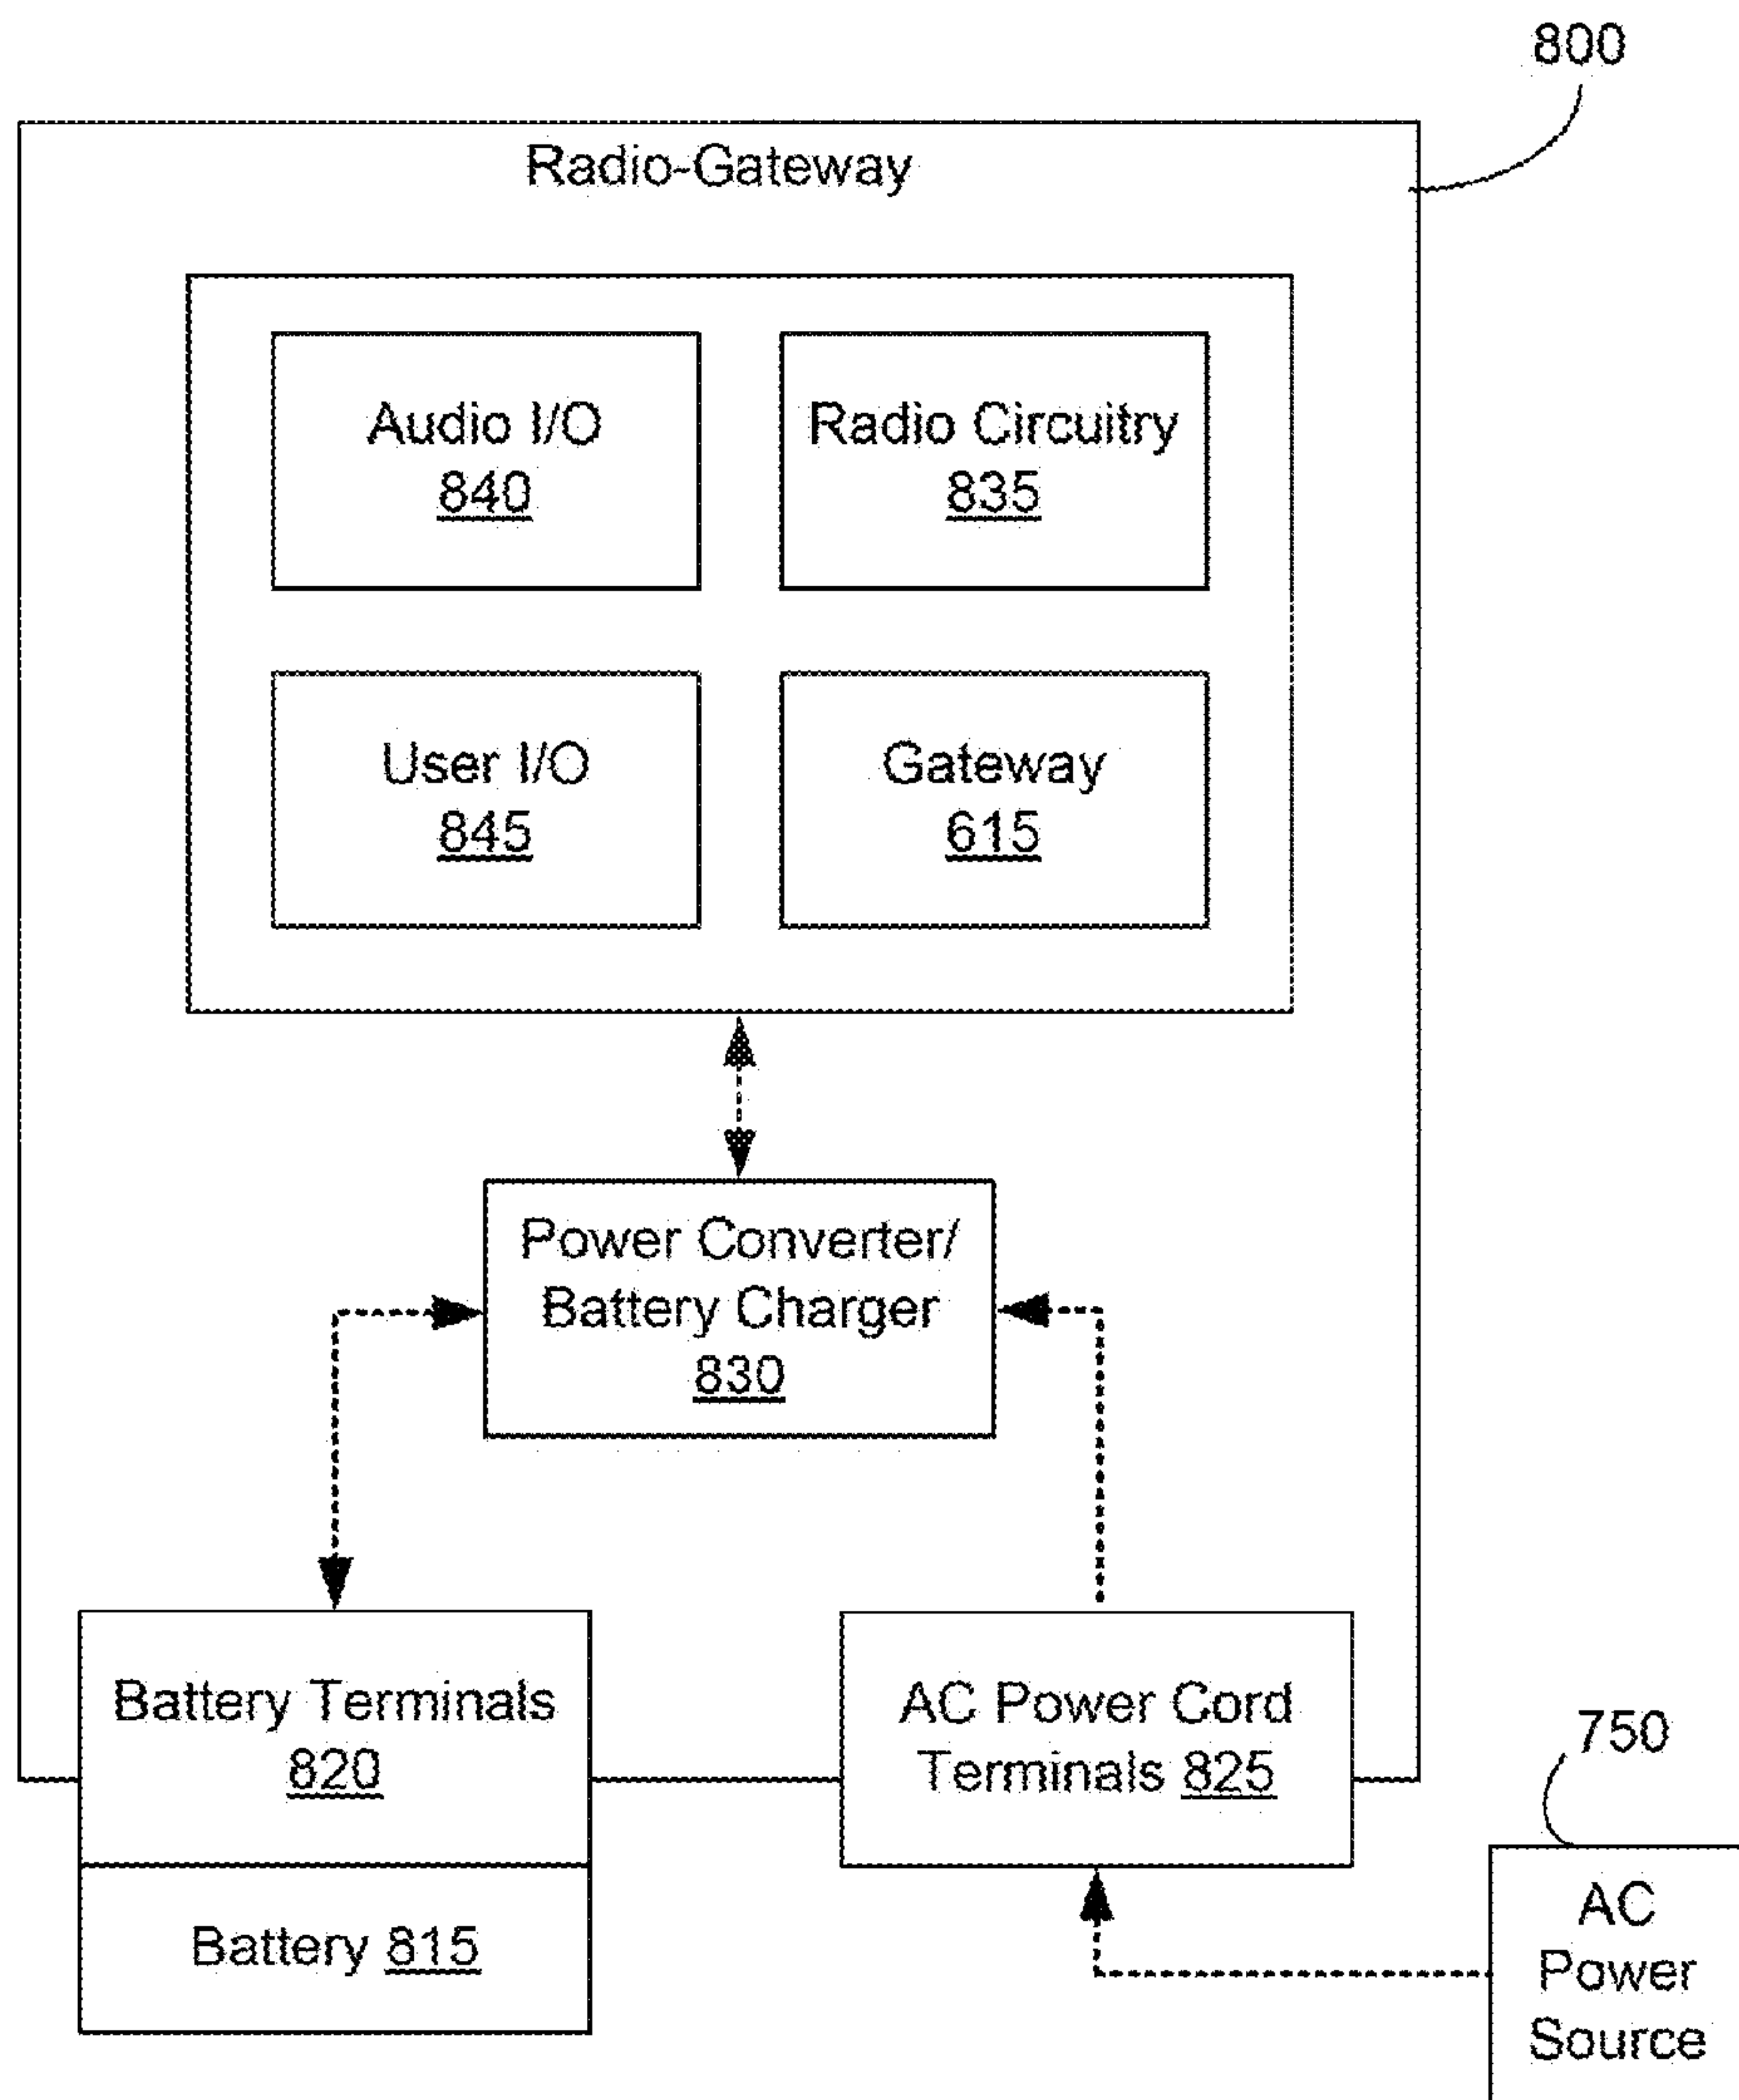 800
Radio-Gateway
Audio I/O
840
Radio Circuitry
835
User I/O
845
Gateway
615
Power Converter/
Battery Charger
830
Battery Terminals
820
AC Power Cord
Terminals 825
Battery 815
750
AC
Power
Source